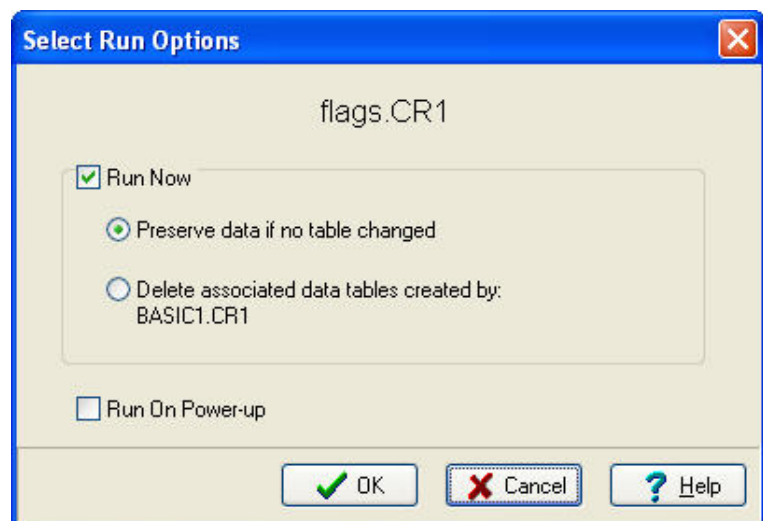 Select Run Options
flags.CR1
Run Now
Preserve data if no table changed
Delete associated data tables created by:
BASIC1.CR1
Run On Power-up
OK Cancel Help